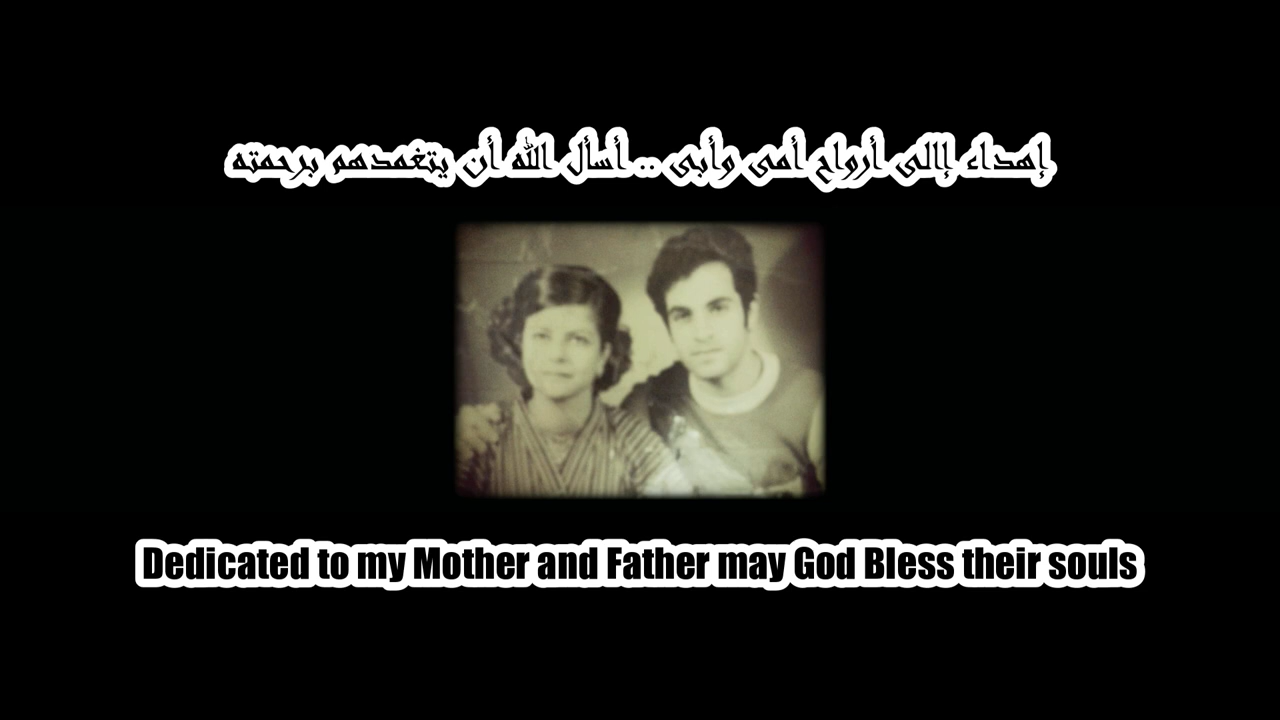 إهداء إالى أرواح أمى وأبى .. أسأل الله أن يتغمدهم برحمته
Dedicated to my Mother and Father may God Bless their souls